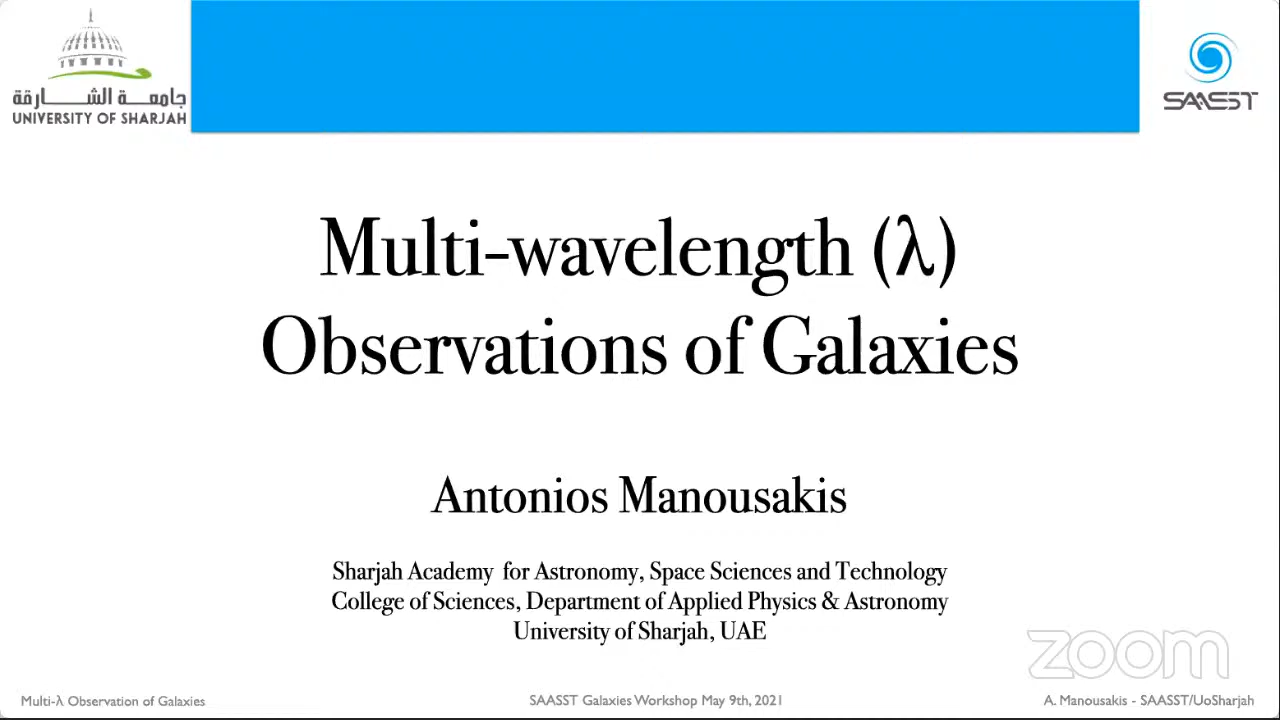 جامعة الشارقة
UNIVERSITY OF SHARJAH
SAASST
Multi-wavelength (λ)
Observations of Galaxies
Antonios Manousakis
Sharjah Academy for Astronomy, Space Sciences and Technology
College of Sciences, Department of Applied Physics & Astronomy
University of Sharjah, UAE
zoom
Multi-λ Observation of Galaxies
SAASST Galaxies Workshop May 9th, 2021
A. Manousakis - SAASST/UoSharjah